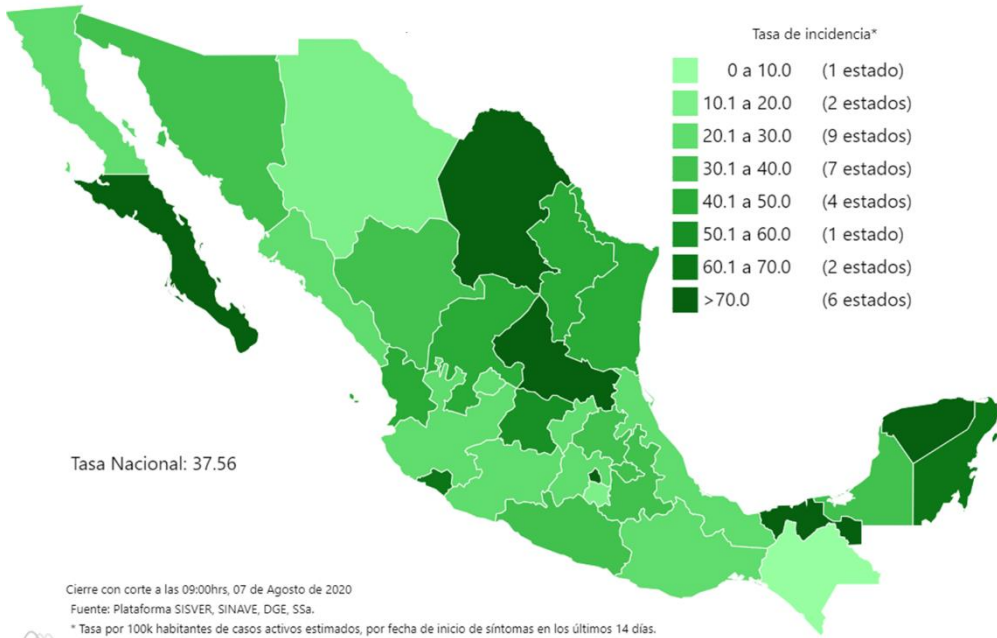 Tasa de incidencia*
0 a 10.0 (1 estado)
10.1 a 20.0 (2 estados)
20.1 a 30.0 (9 estados)
30.1 a 40.0 (7 estados)
40.1 a 50.0 (4 estados)
50.1 a 60.0 (1 estado)
60.1 a 70.0 (2 estados)
>70.0 (6 estados)
Tasa Nacional: 37.56
Cierre con corte a las 09:00hrs, 07 de Agosto de 2020
Fuente: Plataforma SISVER, SINAVE, DGE, SSa.
* Tasa por 100k habitantes de casos activos estimados, por fecha de inicio de síntomas en los últimos 14 días.